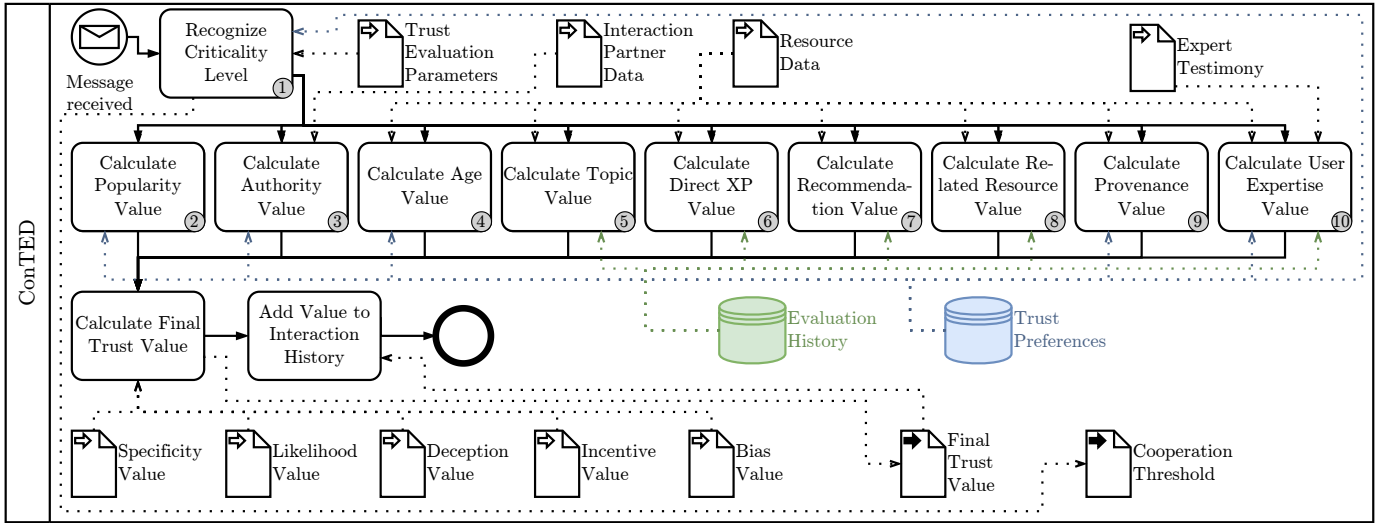 ConTED
Message
received
Recognize
Criticality
Level
1
Trust
Evaluation
Parameters
Interaction
Partner
Data
Resource
Data
Expert
Testimony
Calculate
Popularity
Value
2
Calculate
Authority
Value
3
Calculate Age
Value
4
Calculate Topic
Value
5
Calculate
Direct XP
Value
6
Calculate
Recommenda-
tion Value
7
Calculate Re-
lated Resource
Value
8
Calculate
Provenance
Value
9
Calculate User
Expertise
Value
10
Calculate Final
Trust Value
Add Value to
Interaction
History
Evaluation
History
Trust
Preferences
Specificity
Value
Likelihood
Value
Deception
Value
Incentive
Value
Bias
Value
Final
Trust
Value
Cooperation
Threshold